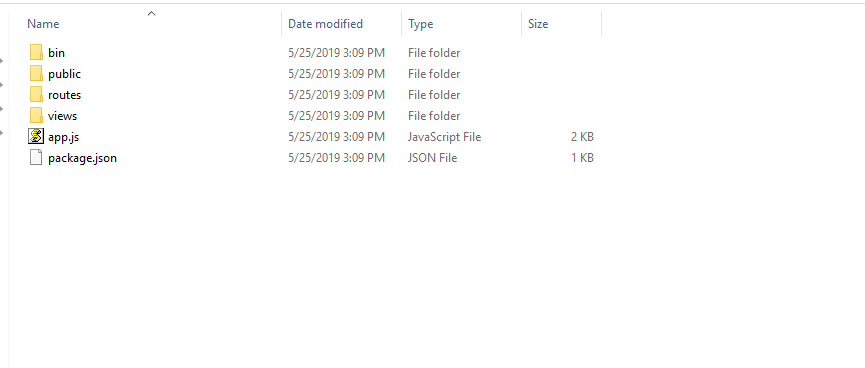 Name Date modified Type Size
bin 5/25/2019 3:09 PM File folder
public 5/25/2019 3:09 PM File folder
routes 5/25/2019 3:09 PM File folder
views 5/25/2019 3:09 PM File folder
app.js 5/25/2019 3:09 PM JavaScript File 2 KB
package.json 5/25/2019 3:09 PM JSON File 1 KB